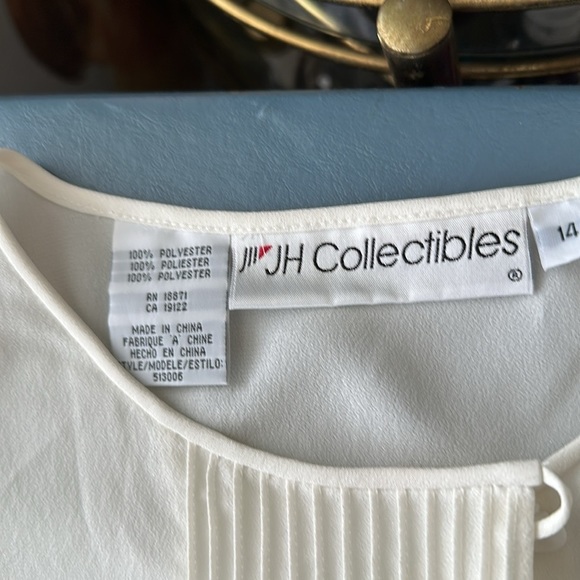 100% POLYESTER
100% POLIESTER
100% POLYESTER
RN 18871
CA 19122
MADE IN CHINA
FABRIQUE 'A' CHINE
HECHO EN CHINA
TYLE/MODELE/ESTILO:
513006
JH Collectibles
®
14